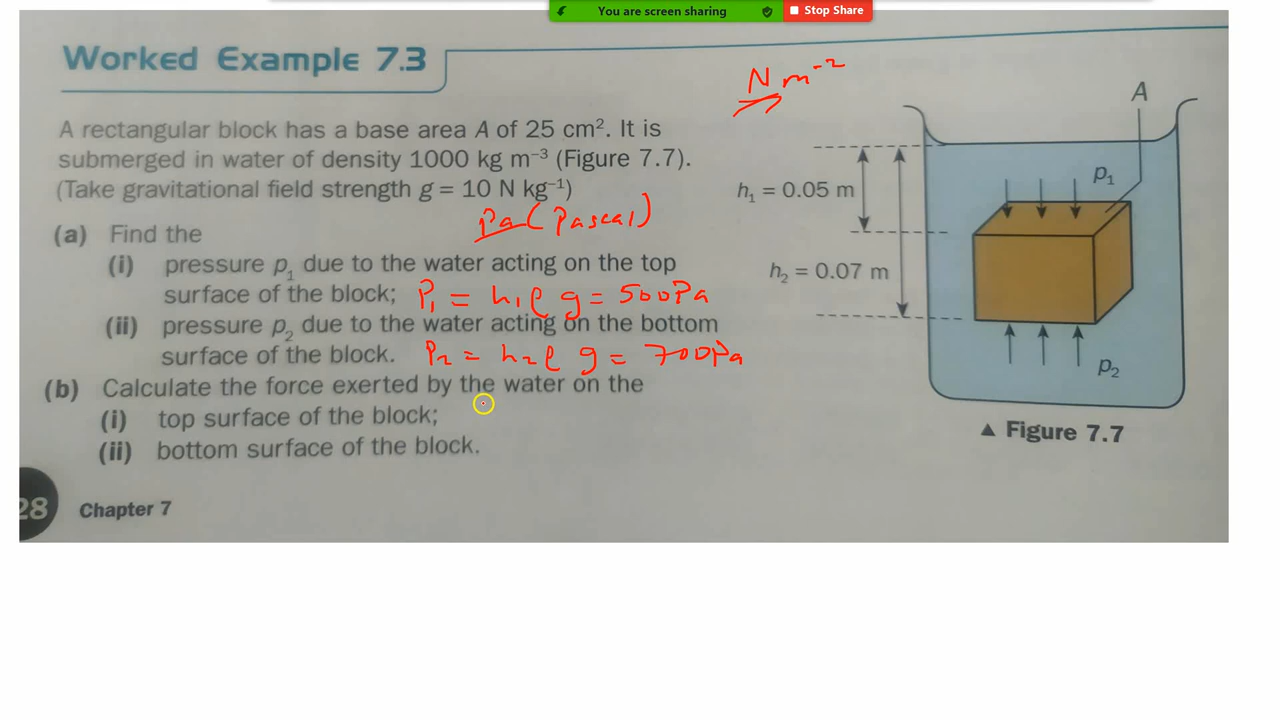 You are screen sharing
Stop Share
Worked Example 7.3
N m⁻²
A rectangular block has a base area A of 25 cm². It is
submerged in water of density 1000 kg m⁻³ (Figure 7.7).
(Take gravitational field strength g = 10 N kg⁻¹)
Pa (Pascal)
(a) Find the
(i) pressure p₁ due to the water acting on the top
surface of the block; P₁ = h₁ρg = 500Pa
(ii) pressure p₂ due to the water acting on the bottom
surface of the block. P₂ = h₂ρg = 700Pa
(b) Calculate the force exerted by the water on the
(i) top surface of the block;
(ii) bottom surface of the block.
A
p₁
h₁ = 0.05 m
h₂ = 0.07 m
p₂
▲ Figure 7.7
28 Chapter 7